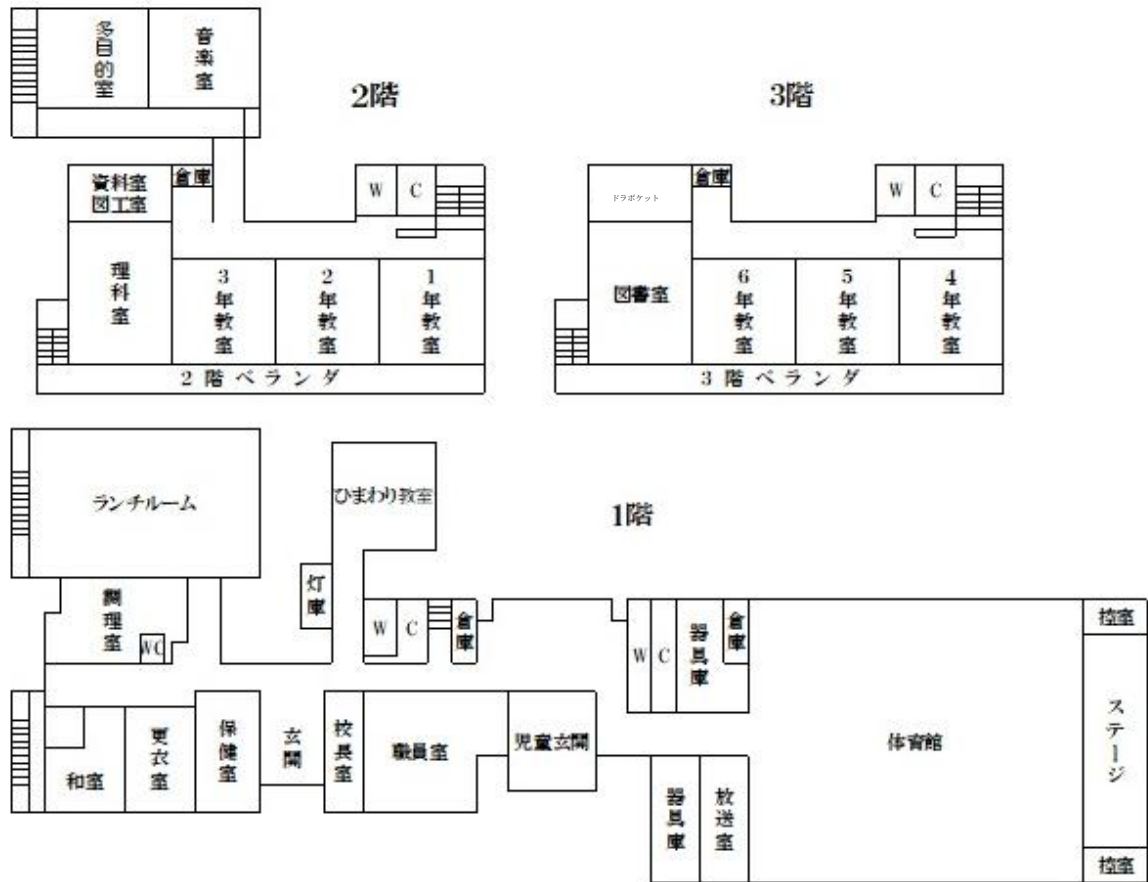 多目的室
音楽室
2階
3階
資料室
図工室
倉庫
W
C
理科室
3年教室
2年教室
1年教室
2階ベランダ
ドラポケット
倉庫
W
C
図書室
6年教室
5年教室
4年教室
3階ベランダ
ランチルーム
ひまわり教室
1階
灯庫
調理室
WC
W
C
倉庫
W
C
器具庫
倉庫
控室
和室
更衣室
保健室
玄関
校長室
職員室
児童玄関
体育館
ステージ
器具庫
放送室
控室